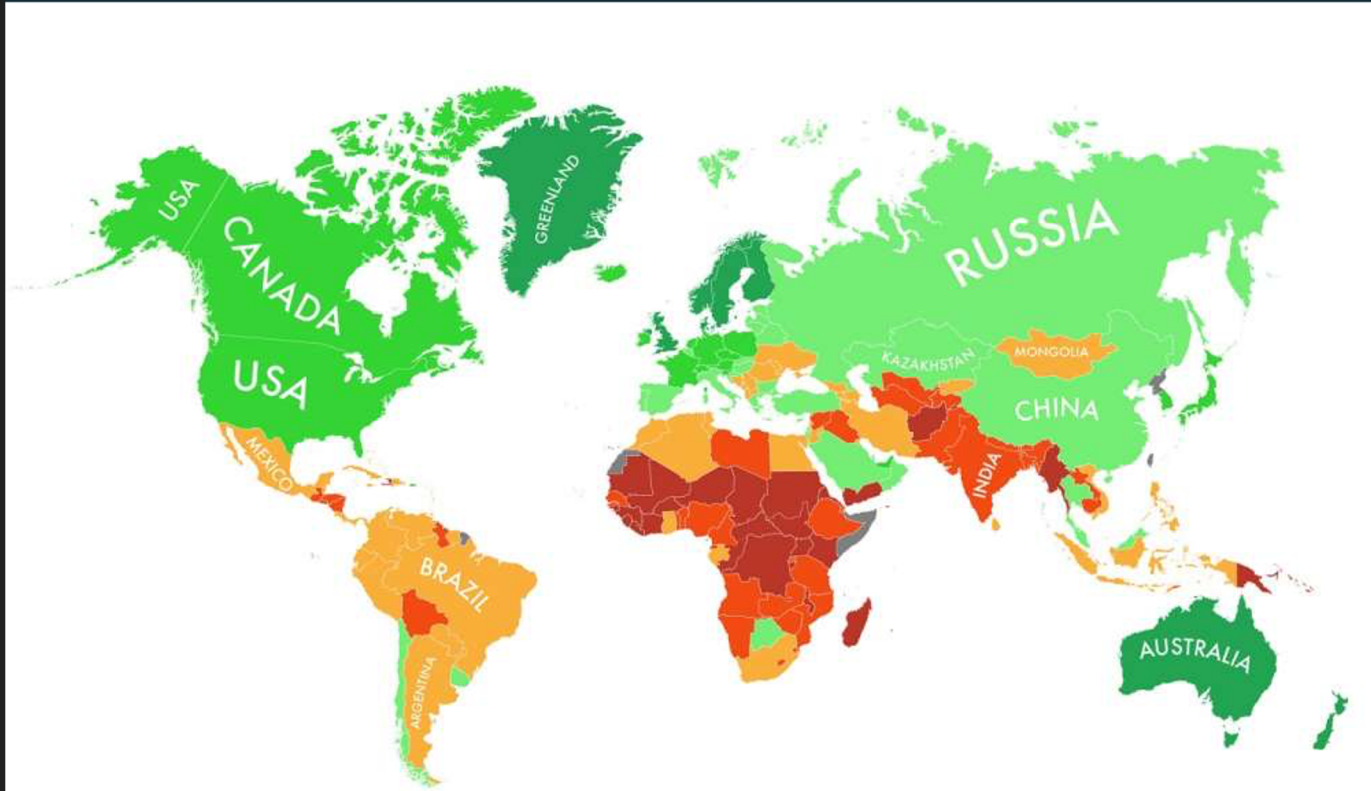 GREENLAND
USA
CANADA
RUSSIA
USA
KAZAKHSTAN
MONGOLIA
CHINA
MEXICO
INDIA
BRAZIL
AUSTRALIA
ARGENTINA